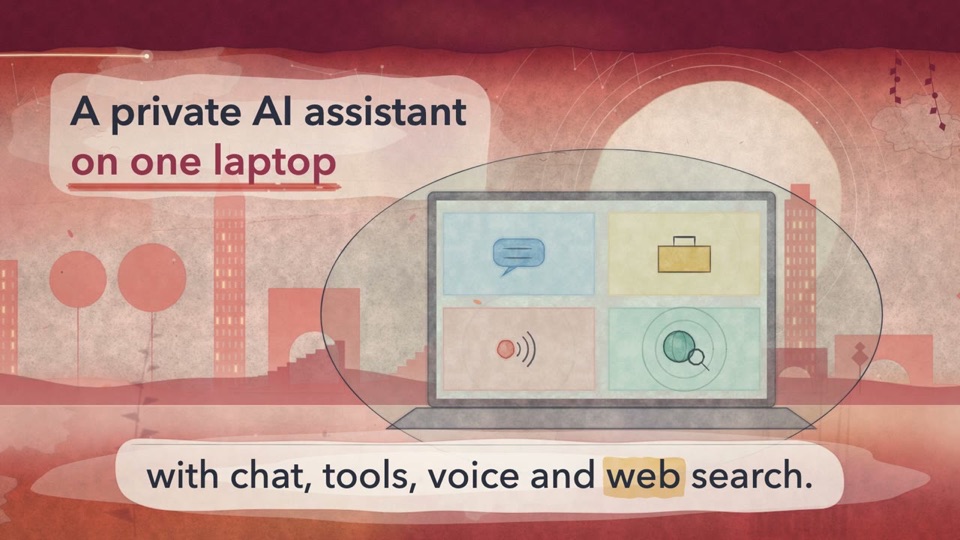 A private AI assistant
on one laptop
with chat, tools, voice and web search.